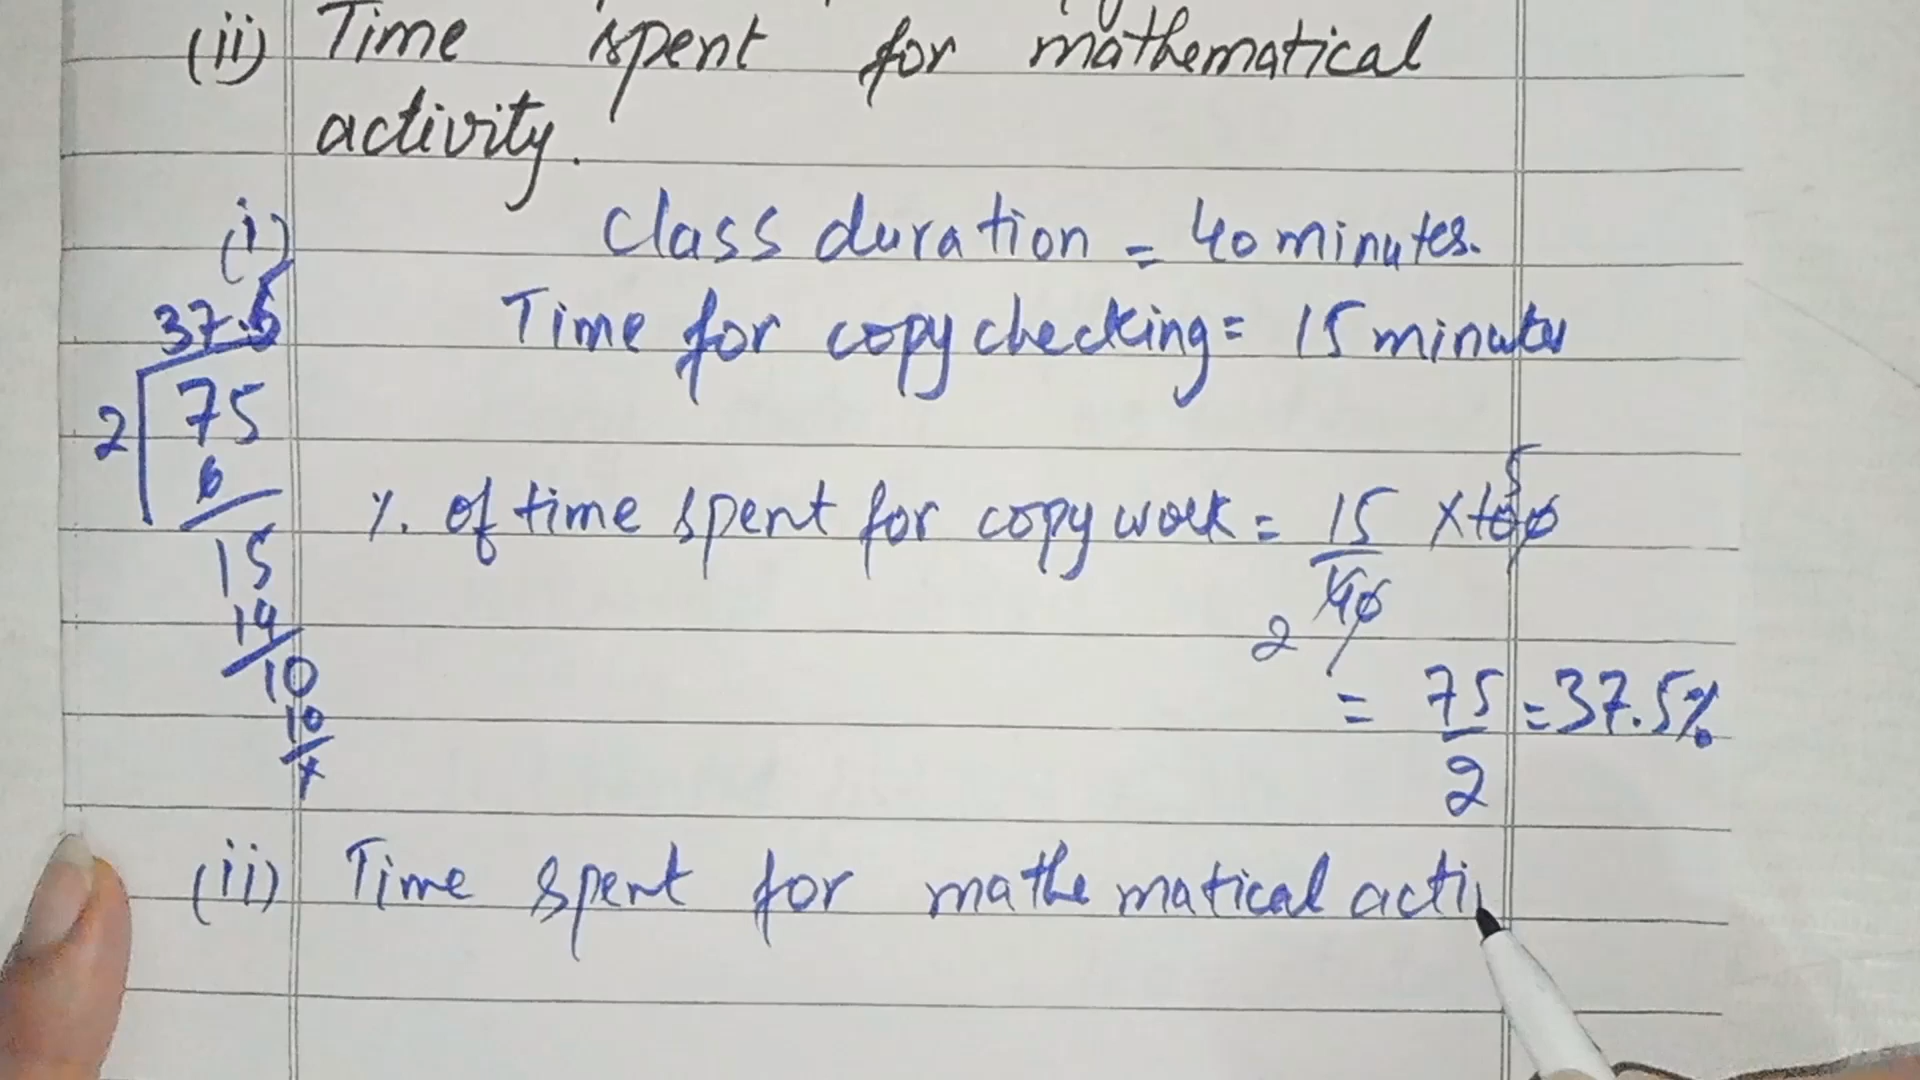 (ii) Time spent for mathematical
activity.
(i) Class duration = 40 minutes.
Time for copy checking = 15 minutes
37.5
2 75
6
15
14
10
10
x
% of time spent for copy work = 15/40 x 100
5
2
= 75/2 = 37.5%
(ii) Time spent for mathematical acti